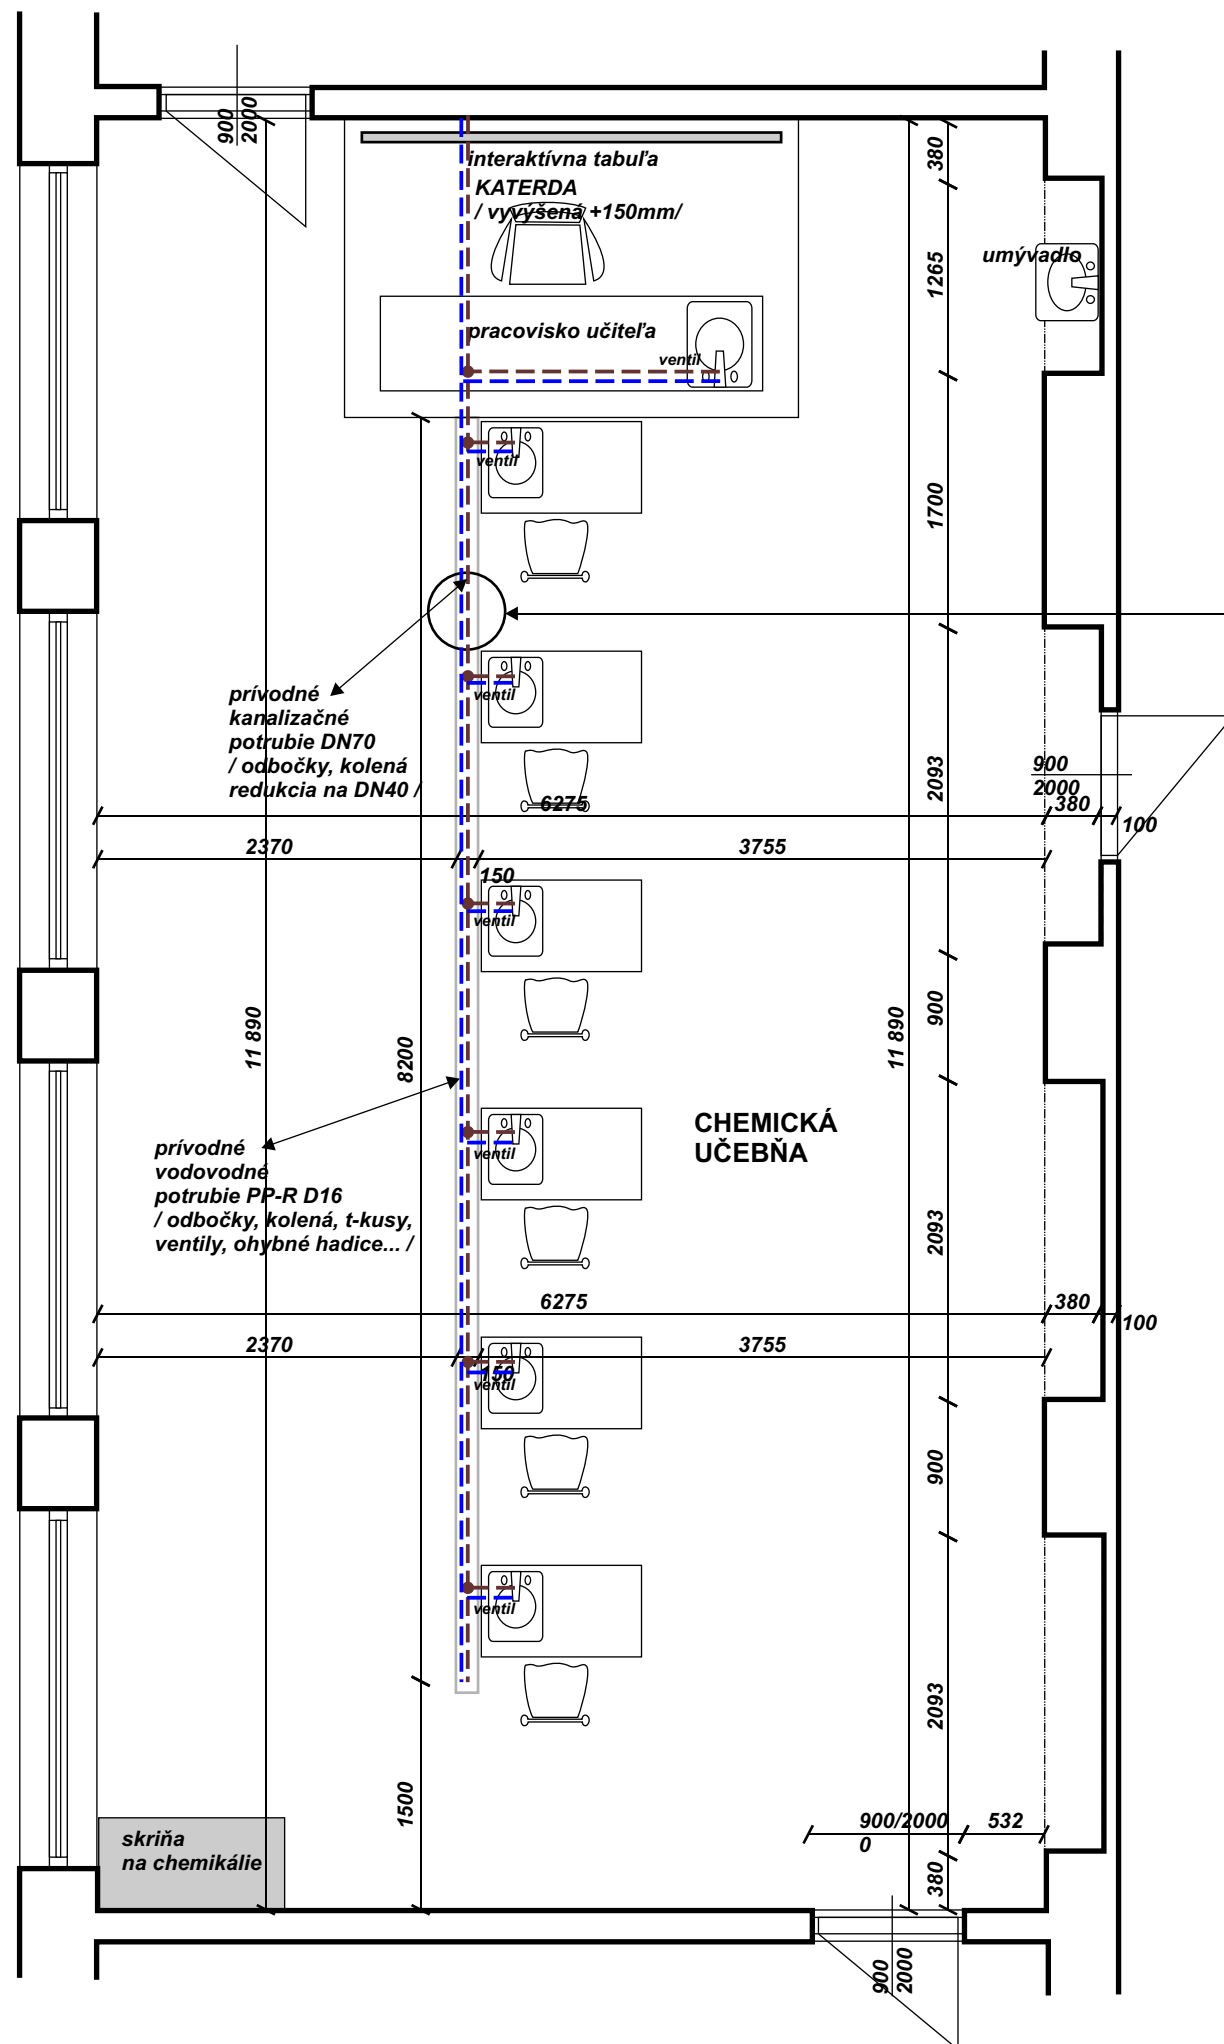 900
2000
380
interaktívna tabuľa
KATERDA
/ vyvýšená +150mm/
umývadlo
1265
pracovisko učiteľa
ventil
ventil
1700
prívodné
kanalizačné
potrubie DN70
/ odbočky, kolená
redukcia na DN40 /
ventil
2093
900
2000
6275
380
100
2370
3755
150
ventil
11 890
8200
11 890
900
CHEMICKÁ
UČEBŇA
prívodné
vodovodné
potrubie PP-R D16
/ odbočky, kolená, t-kusy,
ventily, ohybné hadice... /
ventil
2093
6275
380
100
2370
3755
150
ventil
900
ventil
2093
1500
900/2000
0
532
skriňa
na chemikálie
380
900
2000